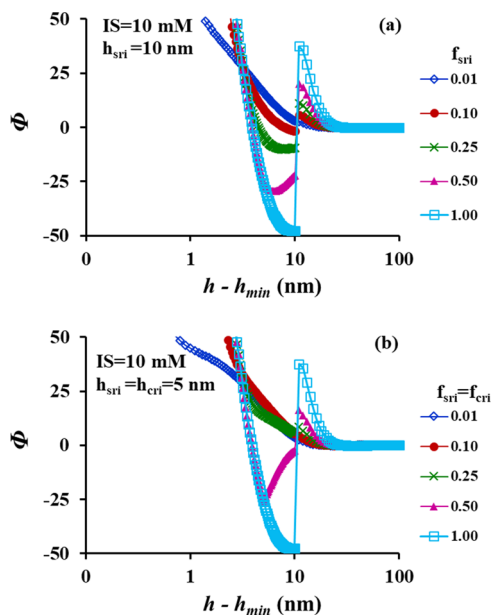 IS=10 mM
h_sri =10 nm
(a)
f_sri
0.01
0.10
0.25
0.50
1.00
50
25
0
-25
-50
Φ
0 1 10 100
h - h_min (nm)
IS=10 mM
h_sri =h_cri=5 nm
(b)
f_sri=f_cri
0.01
0.10
0.25
0.50
1.00
50
25
0
-25
-50
Φ
0 1 10 100
h - h_min (nm)